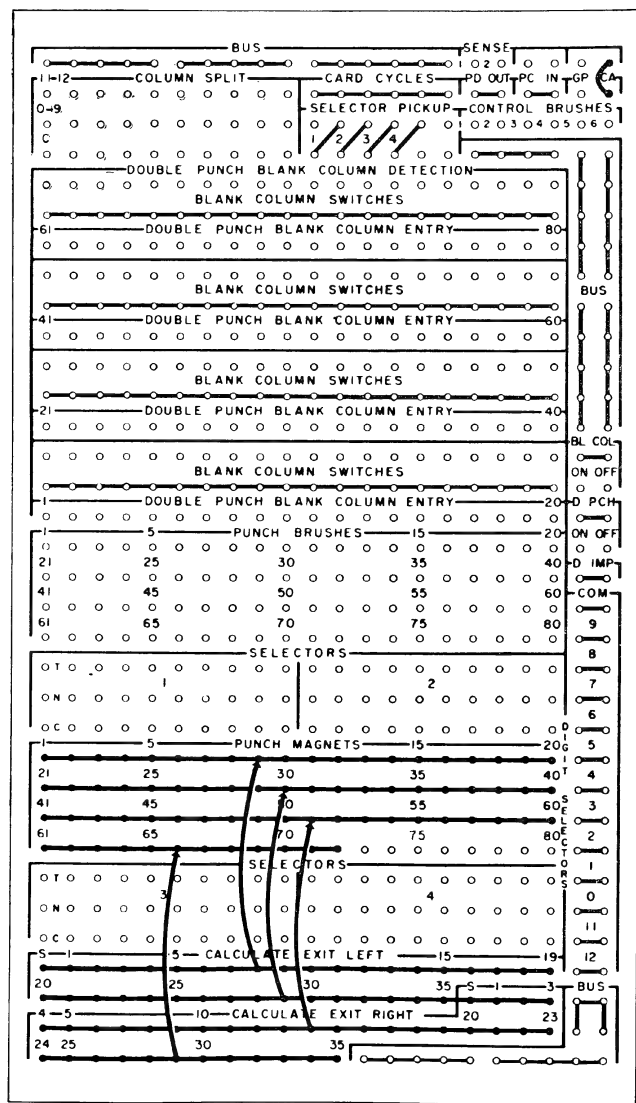 BUS SENSE
1 2
11-12 COLUMN SPLIT CARD CYCLES PD OUT PC IN GP CA
0-9 SELECTOR PICKUP CONTROL BRUSHES
1 2 3 4 1 2 3 4 5 6
C
DOUBLE PUNCH BLANK COLUMN DETECTION
BLANK COLUMN SWITCHES
61 DOUBLE PUNCH BLANK COLUMN ENTRY 80
BLANK COLUMN SWITCHES BUS
41 DOUBLE PUNCH BLANK COLUMN ENTRY 60
BLANK COLUMN SWITCHES
21 DOUBLE PUNCH BLANK COLUMN ENTRY 40
BL COL
BLANK COLUMN SWITCHES ON OFF
1 DOUBLE PUNCH BLANK COLUMN ENTRY 20 D PCH
1 5 PUNCH BRUSHES 15 20 ON OFF
21 25 30 35 40 D IMP
41 45 50 55 60 COM
61 65 70 75 80 9
SELECTORS 8
T 1 2 7
N 6
C DIGIT SELECTORS
1 5 PUNCH MAGNETS 15 20 5
21 25 30 35 40 4
41 45 50 55 60 3
61 65 70 75 80 2
SELECTORS 1
T 3 4 0
N 11
C
S 1 5 CALCULATE EXIT LEFT 15 19 12
20 25 30 35 S 1 3 BUS
4 5 10 CALCULATE EXIT RIGHT 20 23
24 25 30 35